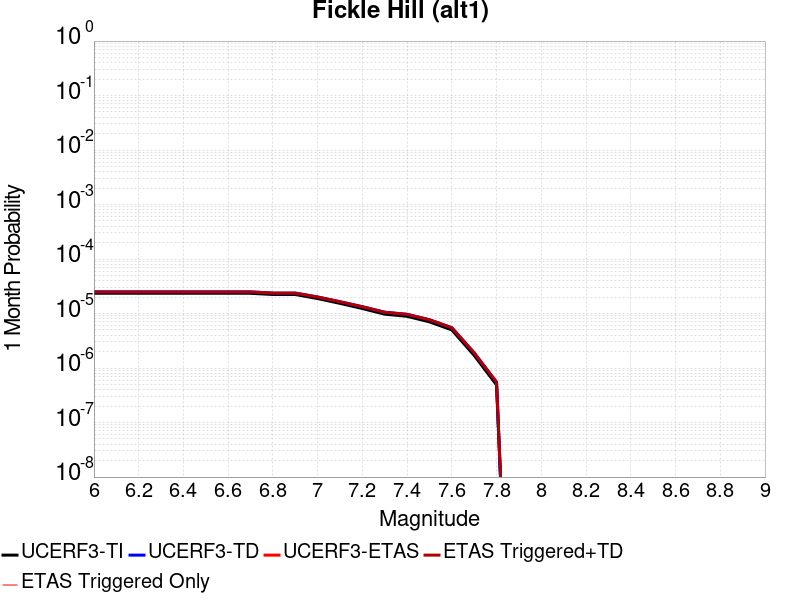 Fickle Hill (alt1)
10^0
10^-1
10^-2
10^-3
10^-4
10^-5
10^-6
10^-7
10^-8
1 Month Probability
6 6.2 6.4 6.6 6.8 7 7.2 7.4 7.6 7.8 8 8.2 8.4 8.6 8.8 9
Magnitude
UCERF3-TI UCERF3-TD UCERF3-ETAS ETAS Triggered+TD
ETAS Triggered Only